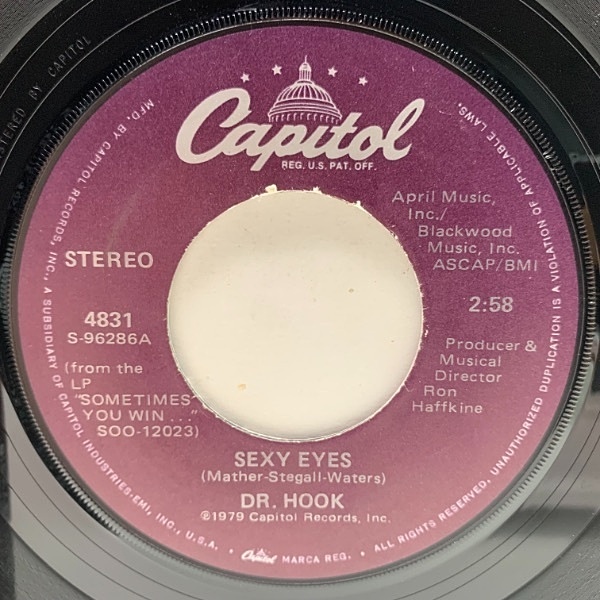 Capitol
REG. U.S. PAT. OFF.
April Music,
Inc./
Blackwood
Music, Inc.
ASCAP/BMI
STEREO
4831
S-96286A
2:58
(from the
LP
"SOMETIMES
YOU WIN..."
SOO-12023)
Producer &
Musical
Director
Ron
Haffkine
SEXY EYES
(Mather-Stegall-Waters)
DR. HOOK
℗1979 Capitol Records, Inc.
MFD. BY CAPITOL RECORDS, INC., A SUBSIDIARY OF CAPITOL INDUSTRIES-EMI, INC., U.S.A. • Capitol MARCA REG. • ALL RIGHTS RESERVED. UNAUTHORIZED DUPLICATION IS A VIOLATION OF APPLICABLE LAWS.
BY CAPITOL